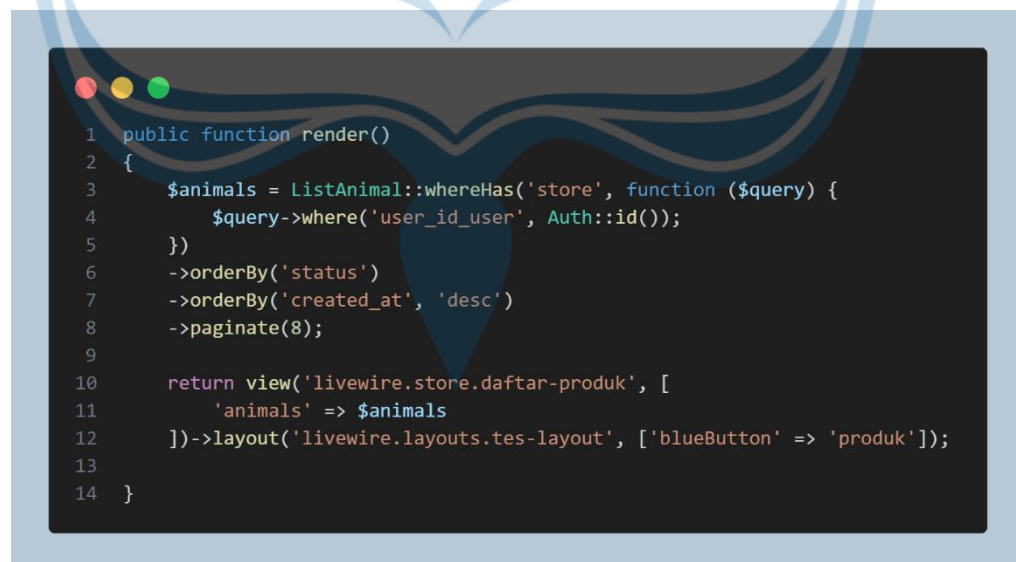 1 public function render()
2 {
3 $animals = ListAnimal::whereHas('store', function ($query) {
4 $query->where('user_id_user', Auth::id());
5 })
6 ->orderBy('status')
7 ->orderBy('created_at', 'desc')
8 ->paginate(8);
9
10 return view('livewire.store.daftar-produk', [
11 'animals' => $animals
12 ])->layout('livewire.layouts.tes-layout', ['blueButton' => 'produk']);
13
14 }